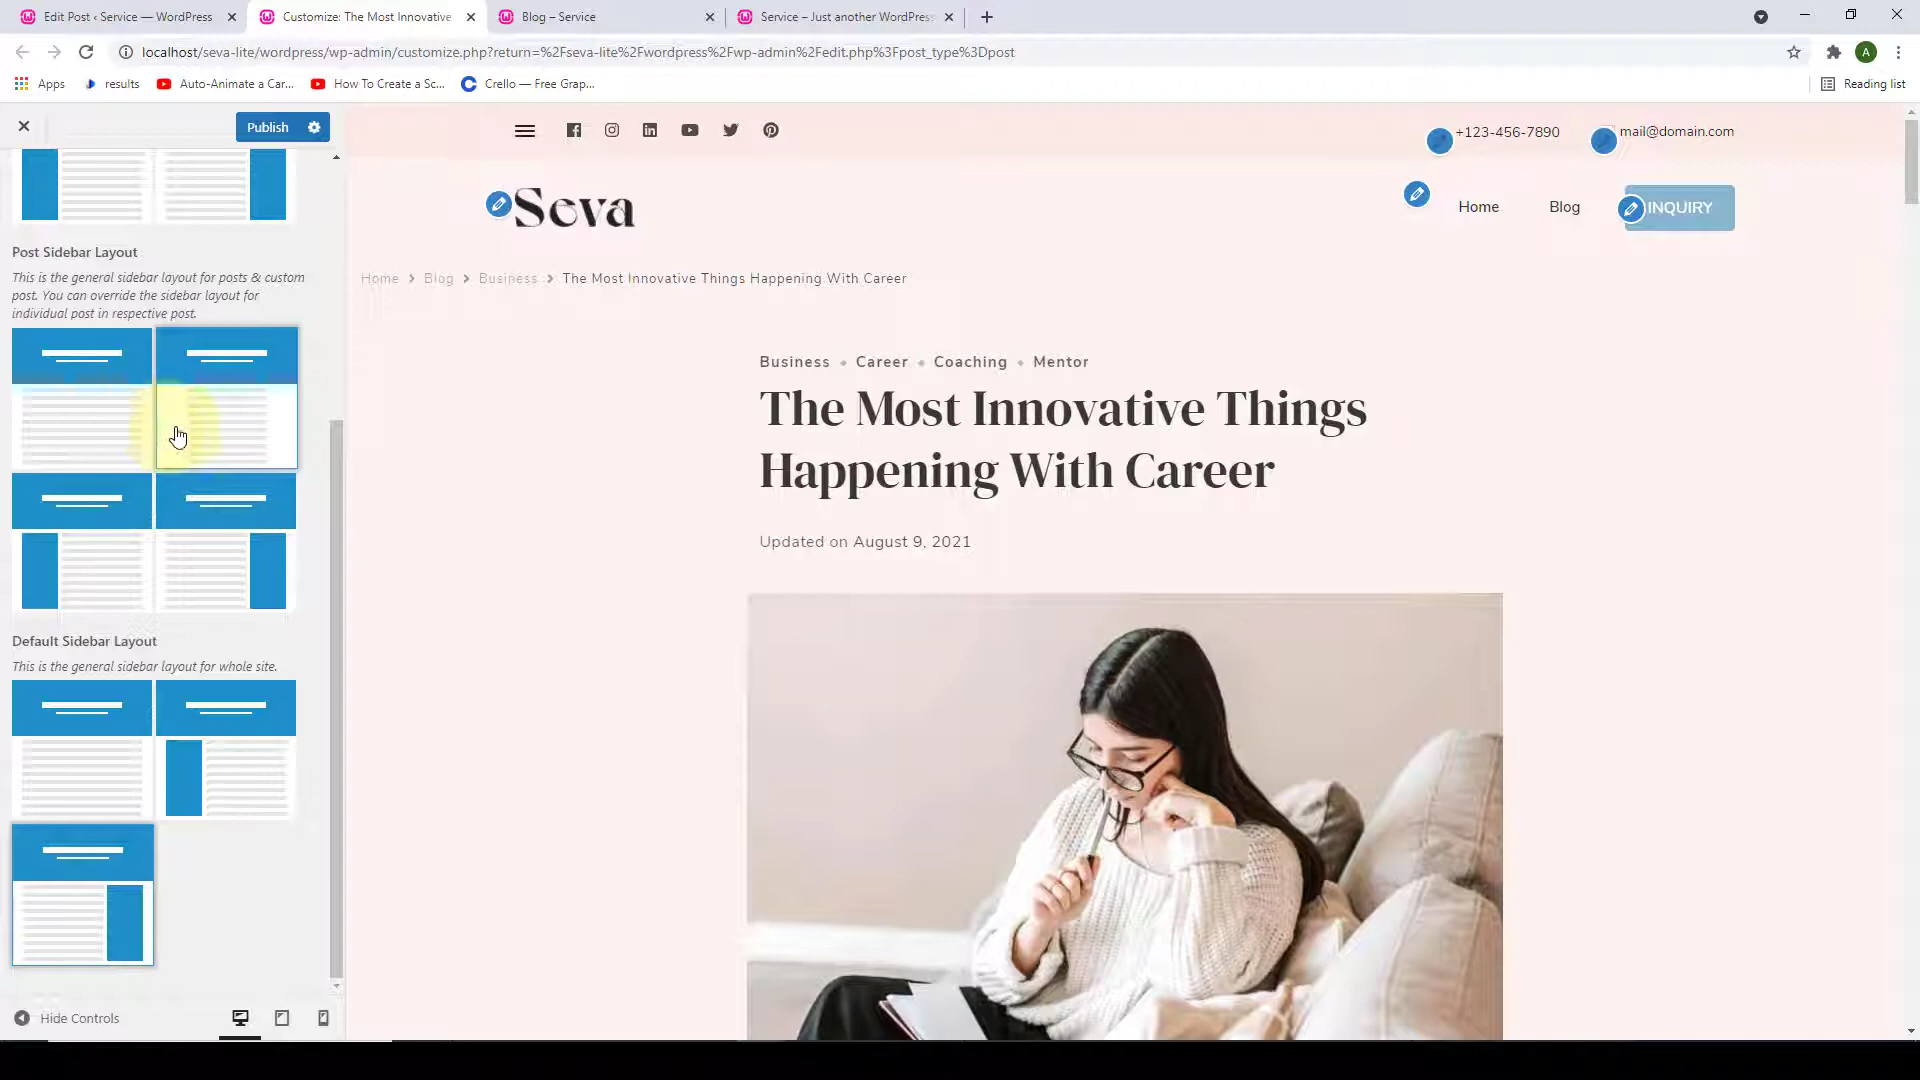 Edit Post ‹ Service — WordPress
Customize: The Most Innovative
Blog – Service
Service – Just another WordPress
localhost/seva-lite/wordpress/wp-admin/customize.php?return=%2Fseva-lite%2Fwordpress%2Fwp-admin%2Fedit.php%3Fpost_type%3Dpost
A
Apps
results
Auto-Animate a Car...
How To Create a Sc...
Crello — Free Grap...
Reading list
Publish
+123-456-7890
mail@domain.com
Seva
Home
Blog
INQUIRY
Post Sidebar Layout
This is the general sidebar layout for posts & custom
post. You can override the sidebar layout for
individual post in respective post.
Home > Blog > Business > The Most Innovative Things Happening With Career
Business • Career • Coaching • Mentor
The Most Innovative Things
Happening With Career
Updated on August 9, 2021
Default Sidebar Layout
This is the general sidebar layout for whole site.
Hide Controls